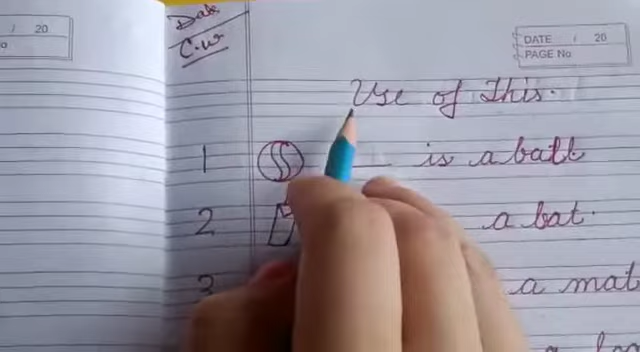 / 20
o
Date
C.W
DATE / 20
PAGE No
Use of This.
1 is a ball
2 a bat.
3 a mat
a